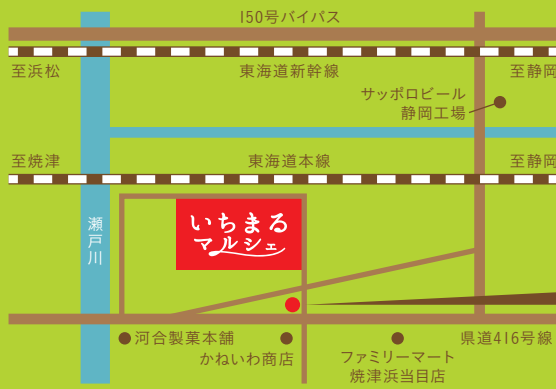 150号バイパス
至浜松
東海道新幹線
至静岡
サッポロビール
静岡工場
至焼津
東海道本線
至静岡
瀬戸川
いちまる
マルシェ
河合製菓本舗
かねいわ商店
ファミリーマート
焼津浜当目店
県道416号線